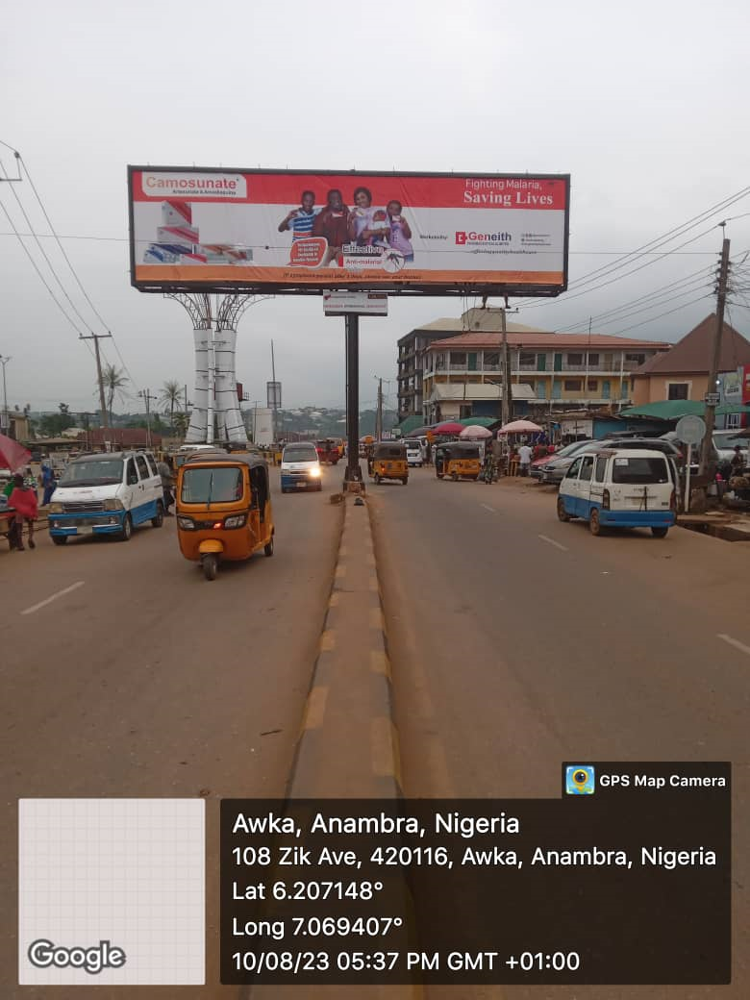 Camosunate
Artesunate & Amodiaquine
Fighting Malaria,
Saving Lives
Effective
Anti-malarial
Marketed by:
Geneith
GPS Map Camera
Awka, Anambra, Nigeria
108 Zik Ave, 420116, Awka, Anambra, Nigeria
Lat 6.207148°
Long 7.069407°
10/08/23 05:37 PM GMT +01:00
Google